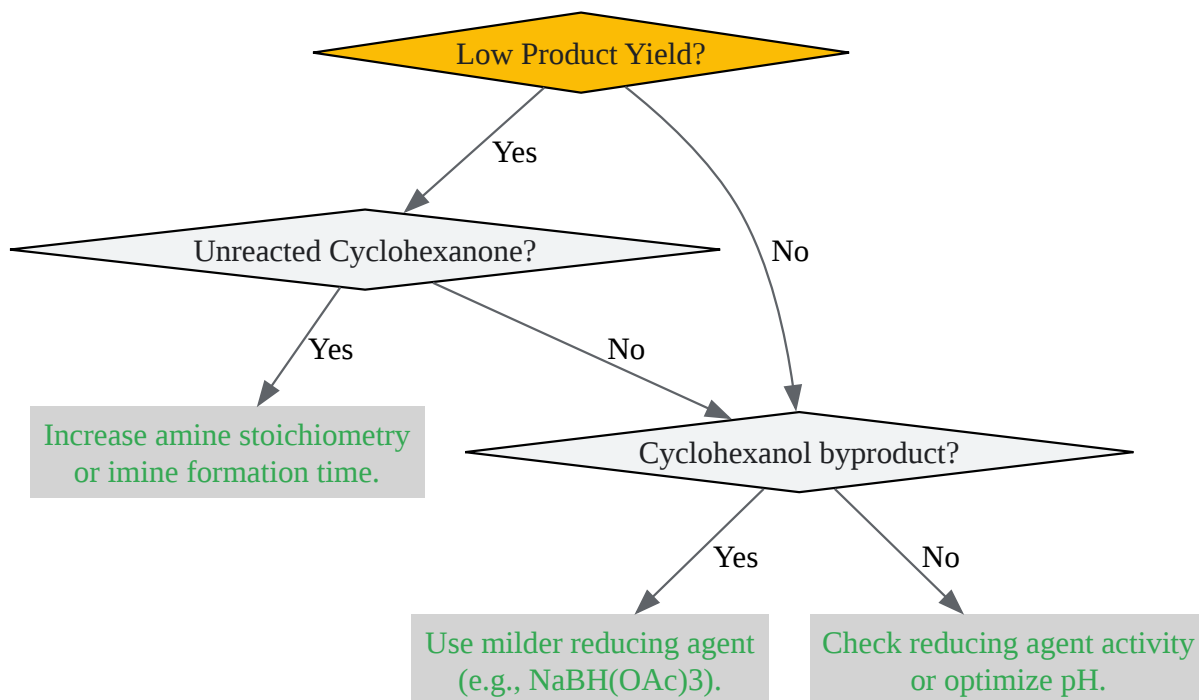 Low Product Yield?
Yes
Unreacted Cyclohexanone?
No
Yes
No
Increase amine stoichiometry
or imine formation time.
Cyclohexanol byproduct?
Yes
No
Use milder reducing agent
(e.g., NaBH(OAc)3).
Check reducing agent activity
or optimize pH.